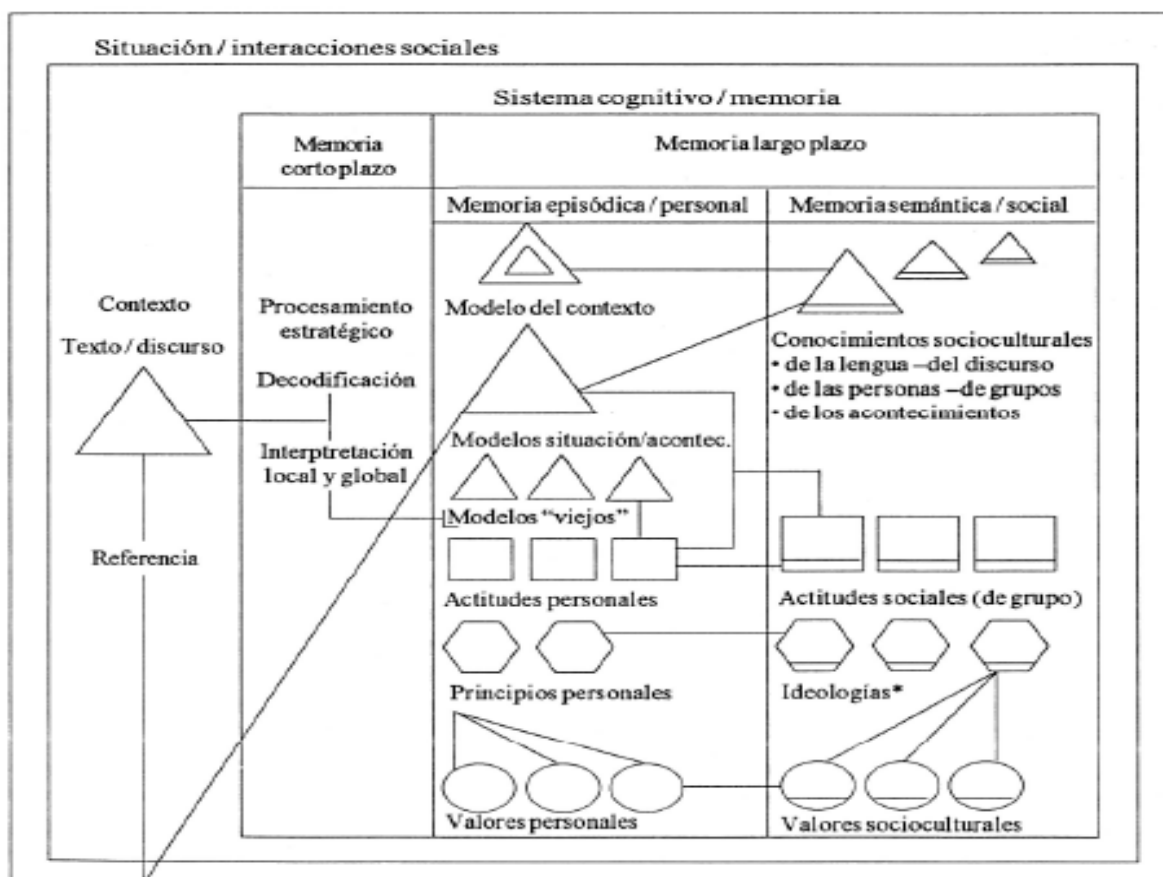 Situación / interacciones sociales
Sistema cognitivo / memoria
Memoria
corto plazo
Memoria largo plazo
Memoria episódica / personal
Memoria semántica / social
Contexto
Texto / discurso
Referencia
Procesamiento
estratégico
Decodificación
Interptretación
local y global
Modelo del contexto
Modelos situación/acontec.
Modelos "viejos"
Actitudes personales
Principios personales
Valores personales
Conocimientos socioculturales
• de la lengua –del discurso
• de las personas –de grupos
• de los acontecimientos
Actitudes sociales (de grupo)
Ideologías*
Valores socioculturales